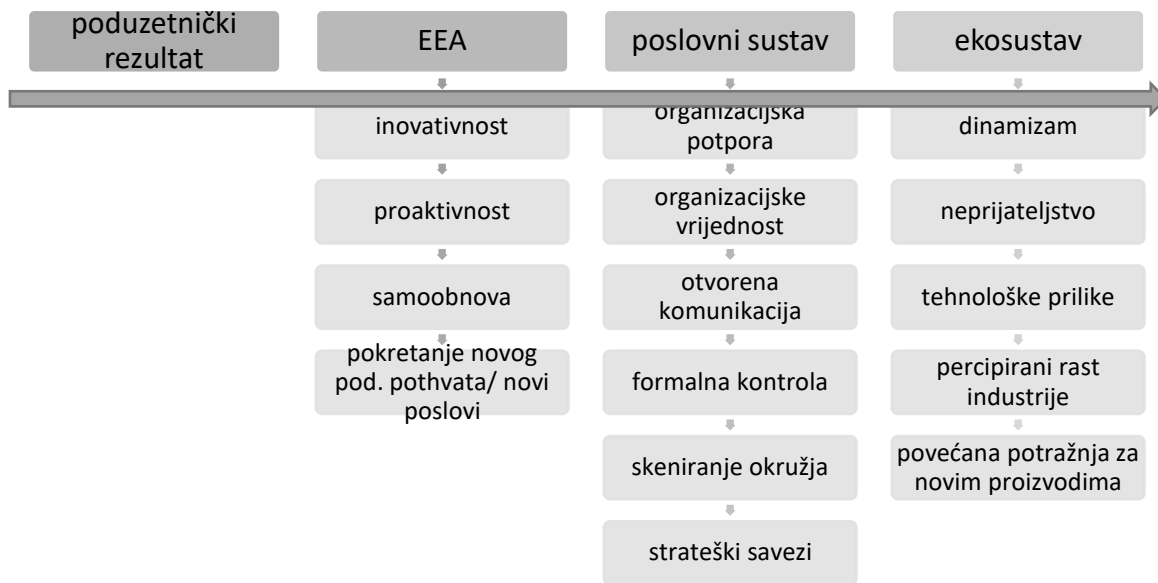 poduzetnički
rezultat
EEA
inovativnost
proaktivnost
samoobnova
pokretanje novog
pod. pothvata/ novi
poslovi
poslovni sustav
organizacijska
potpora
organizacijske
vrijednost
otvorena
komunikacija
formalna kontrola
skeniranje okružja
strateški savezi
ekosustav
dinamizam
neprijateljstvo
tehnološke prilike
percipirani rast
industrije
povećana potražnja za
novim proizvodima